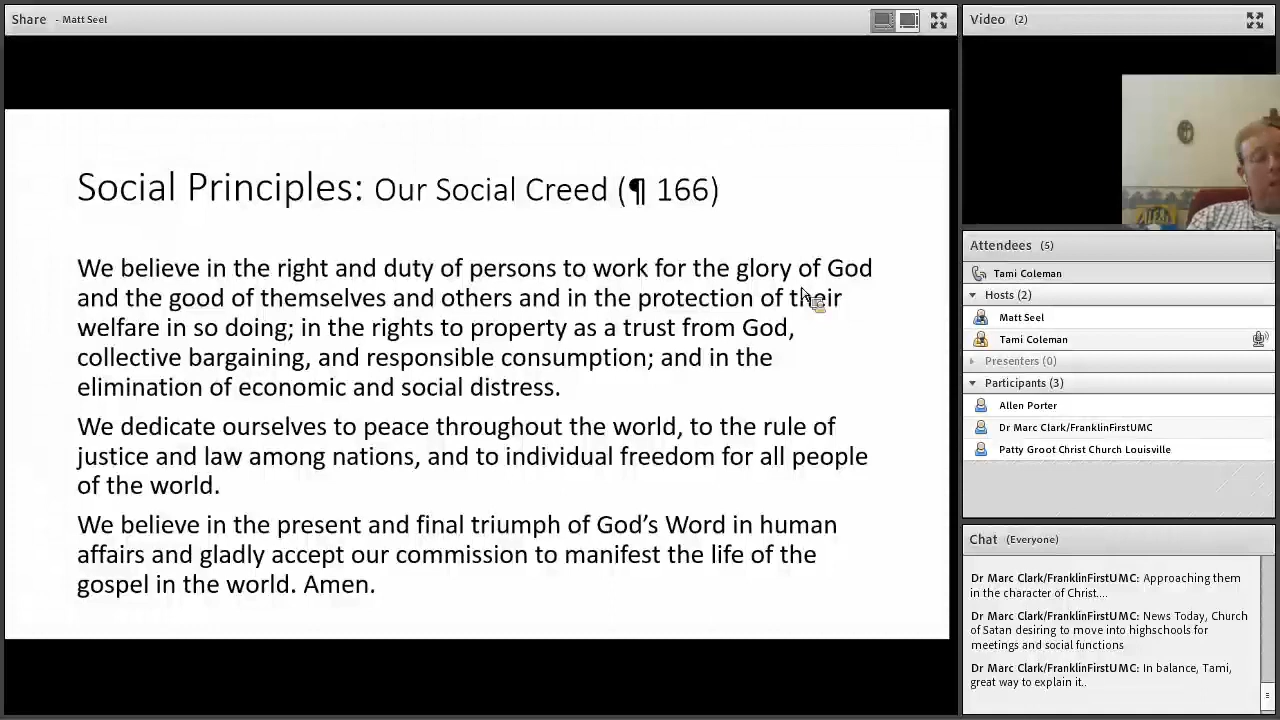 Share - Matt Seel
Social Principles: Our Social Creed (¶ 166)
We believe in the right and duty of persons to work for the glory of God
and the good of themselves and others and in the protection of their
welfare in so doing; in the rights to property as a trust from God,
collective bargaining, and responsible consumption; and in the
elimination of economic and social distress.
We dedicate ourselves to peace throughout the world, to the rule of
justice and law among nations, and to individual freedom for all people
of the world.
We believe in the present and final triumph of God's Word in human
affairs and gladly accept our commission to manifest the life of the
gospel in the world. Amen.
Video (2)
Attendees (5)
Tami Coleman
Hosts (2)
Matt Seel
Tami Coleman
Presenters (0)
Participants (3)
Allen Porter
Dr Marc Clark/FranklinFirstUMC
Patty Groot Christ Church Louisville
Chat (Everyone)
Dr Marc Clark/FranklinFirstUMC: Approaching them
in the character of Christ....
Dr Marc Clark/FranklinFirstUMC: News Today, Church
of Satan desiring to move into highschools for
meetings and social functions
Dr Marc Clark/FranklinFirstUMC: In balance, Tami,
great way to explain it..